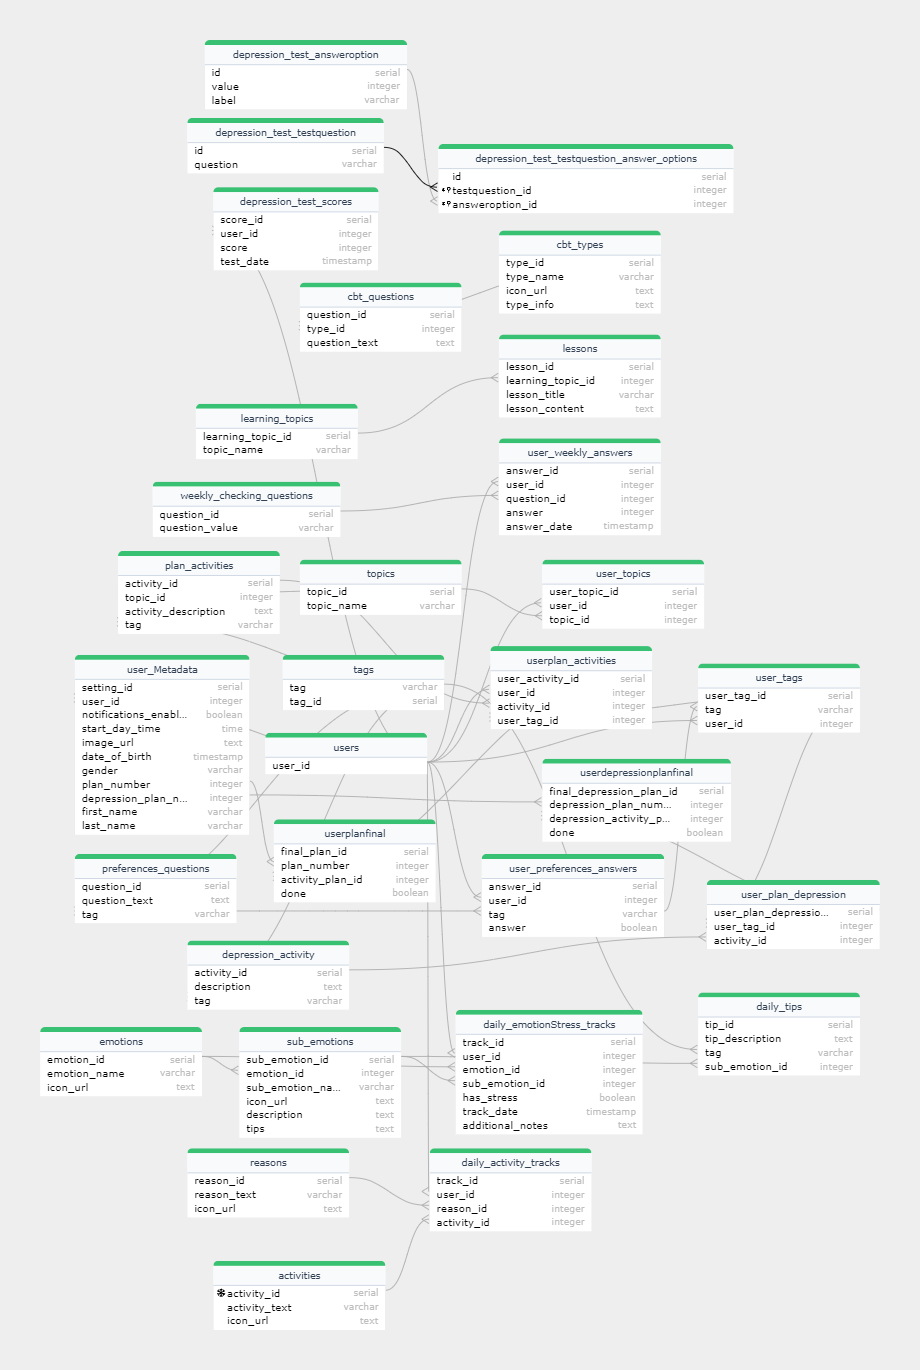 depression_test_answeroption
id serial
value integer
label varchar
depression_test_testquestion
id serial
question varchar
depression_test_testquestion_answer_options
id serial
testquestion_id integer
answeroption_id integer
depression_test_scores
score_id serial
user_id integer
score integer
test_date timestamp
cbt_types
type_id serial
type_name varchar
icon_url text
type_info text
cbt_questions
question_id serial
type_id integer
question_text text
lessons
lesson_id serial
learning_topic_id integer
lesson_title varchar
lesson_content text
learning_topics
learning_topic_id serial
topic_name varchar
user_weekly_answers
answer_id serial
user_id integer
question_id integer
answer integer
answer_date timestamp
weekly_checking_questions
question_id serial
question_value varchar
plan_activities
activity_id serial
topic_id integer
activity_description text
tag varchar
topics
topic_id serial
topic_name varchar
user_topics
user_topic_id serial
user_id integer
topic_id integer
user_Metadata
setting_id serial
user_id integer
notifications_enabl... boolean
start_day_time time
image_url text
date_of_birth timestamp
gender varchar
plan_number integer
depression_plan_n... integer
first_name varchar
last_name varchar
tags
tag varchar
tag_id serial
userplan_activities
user_activity_id serial
user_id integer
activity_id integer
user_tag_id integer
user_tags
user_tag_id serial
tag varchar
user_id integer
users
user_id
userdepressionplanfinal
final_depression_plan_id serial
depression_plan_num... integer
depression_activity_p... integer
done boolean
userplanfinal
final_plan_id serial
plan_number integer
activity_plan_id integer
done boolean
preferences_questions
question_id serial
question_text text
tag varchar
user_preferences_answers
answer_id serial
user_id integer
tag varchar
answer boolean
user_plan_depression
user_plan_depressio... serial
user_tag_id integer
activity_id integer
depression_activity
activity_id serial
description text
tag varchar
daily_tips
tip_id serial
tip_description text
tag varchar
sub_emotion_id integer
emotions
emotion_id serial
emotion_name varchar
icon_url text
sub_emotions
sub_emotion_id serial
emotion_id integer
sub_emotion_na... varchar
icon_url text
description text
tips text
daily_emotionStress_tracks
track_id serial
user_id integer
emotion_id integer
sub_emotion_id integer
has_stress boolean
track_date timestamp
additional_notes text
reasons
reason_id serial
reason_text varchar
icon_url text
daily_activity_tracks
track_id serial
user_id integer
reason_id integer
activity_id integer
activities
activity_id serial
activity_text varchar
icon_url text